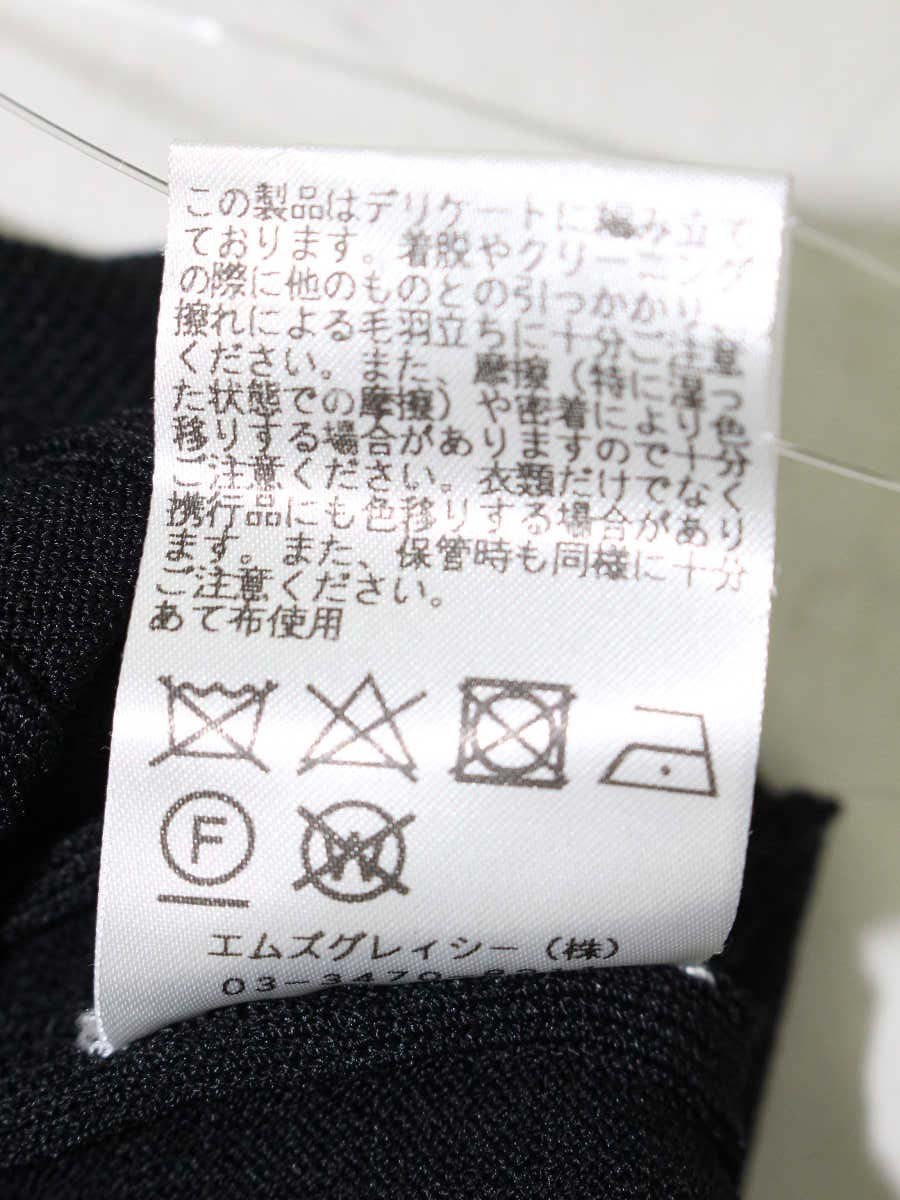 この製品はデリケートに編み立て
ております。着脱やクリーニング
の際に他のものとの引っかかり、
擦れによる毛羽立ちに十分ご注意
ください。また、摩擦(特に湿っ
た状態での摩擦)や密着により色
移りする場合がありますので十分
ご注意ください。衣類だけでなく
携行品にも色移りする場合があり
ます。また、保管時も同様に十分
ご注意ください。
あて布使用
F
W
エムズグレイシー(株)
03-3470-